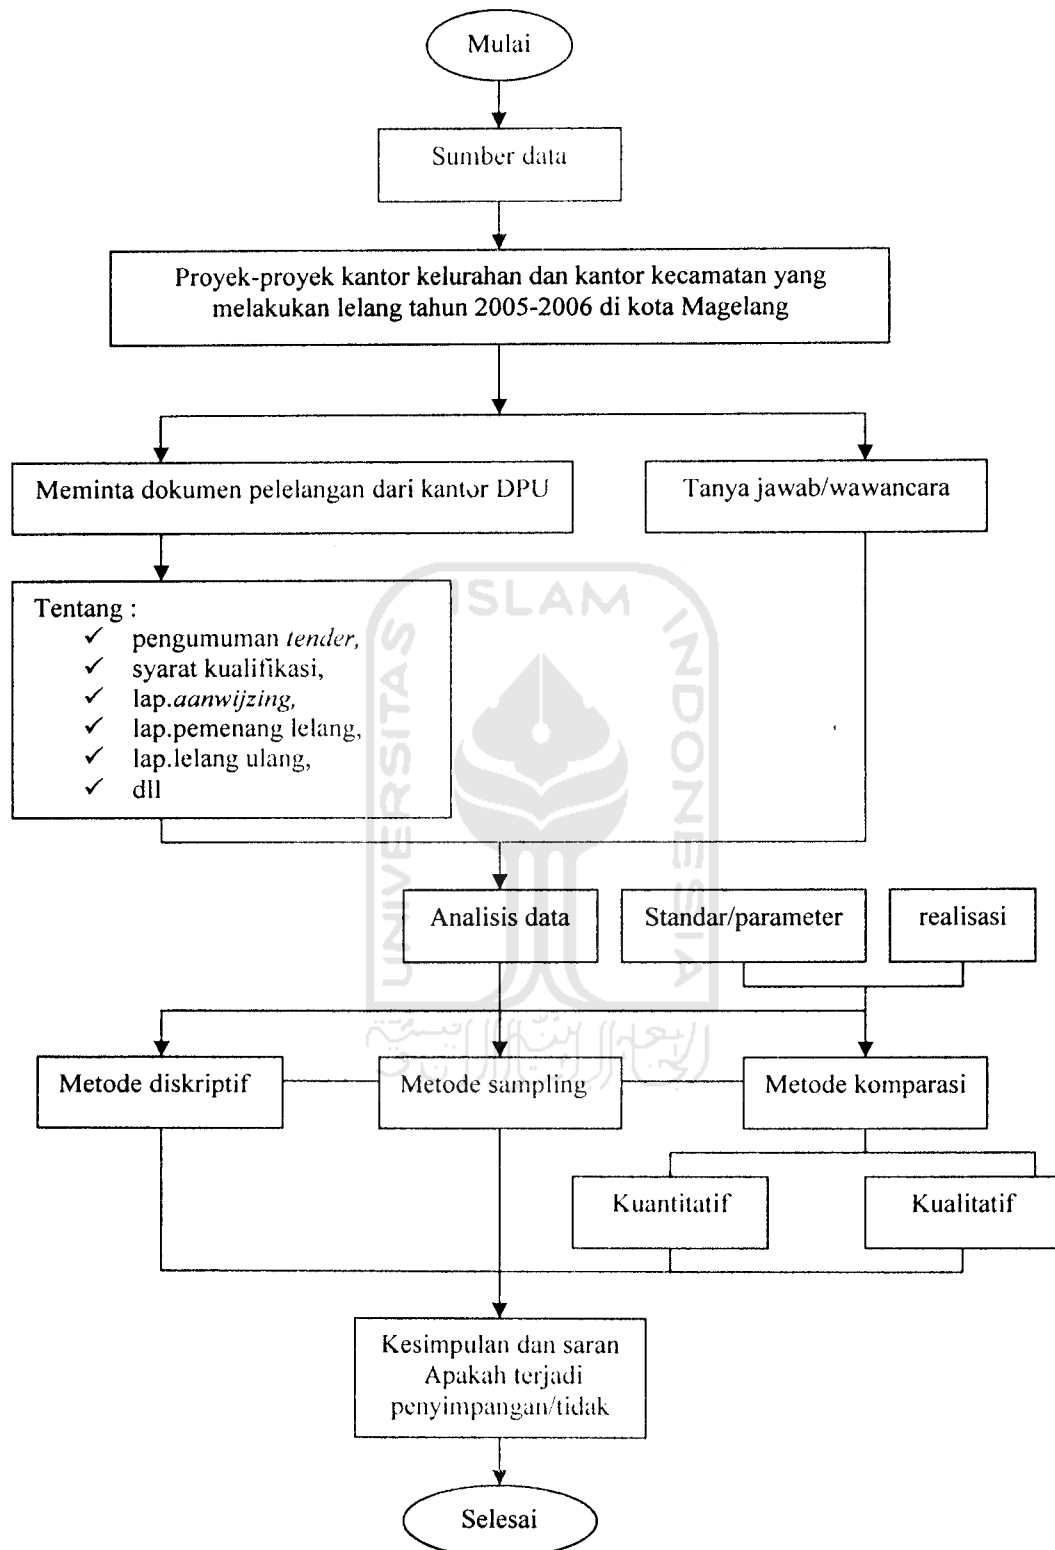 Mulai
Sumber data
Proyek-proyek kantor kelurahan dan kantor kecamatan yang
melakukan lelang tahun 2005-2006 di kota Magelang
Meminta dokumen pelelangan dari kantor DPU
Tanya jawab/wawancara
Tentang :
✓ pengumuman tender,
✓ syarat kualifikasi,
✓ lap.aanwijzing,
✓ lap.pemenang lelang,
✓ lap.lelang ulang,
✓ dll
UNIVERSITAS
ISLAM
INDONESIA
Analisis data
Standar/parameter
realisasi
Metode diskriptif
Metode sampling
Metode komparasi
Kuantitatif
Kualitatif
Kesimpulan dan saran
Apakah terjadi
penyimpangan/tidak
Selesai